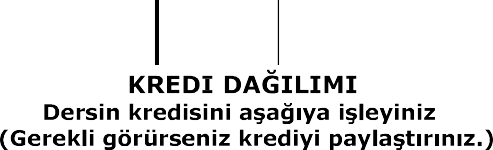 KREDI DAĞILIMI
Dersin kredisini aşağıya işleyiniz
(Gerekli görürseniz krediyi paylaştırınız.)